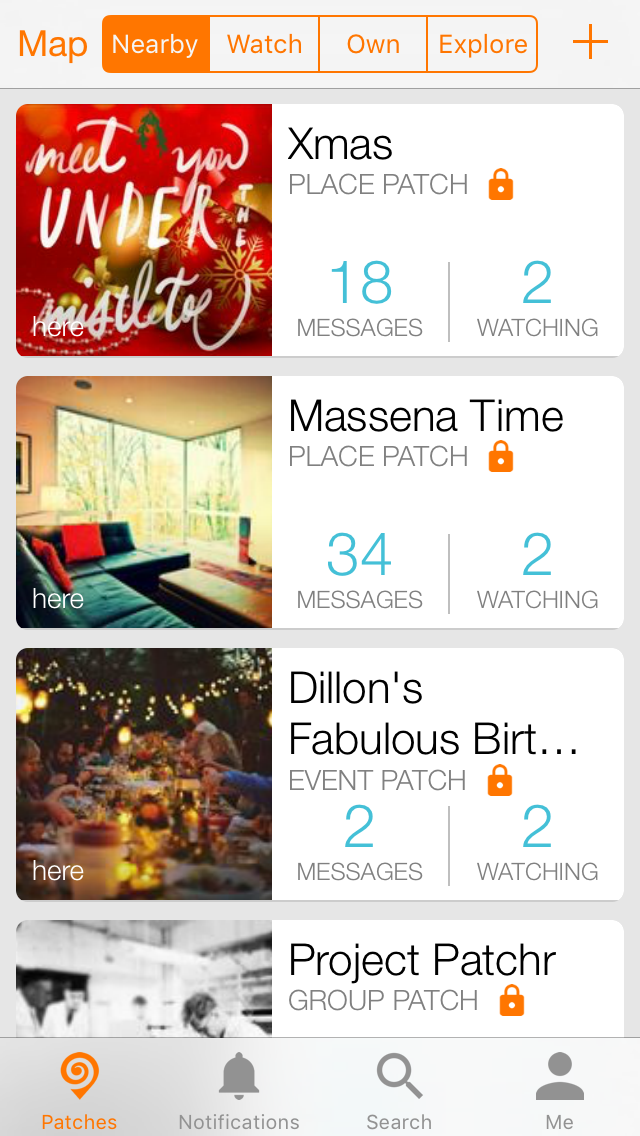 Map
Nearby
Watch
Own
Explore
meet you
UNDER THE
mistletoe
here
Xmas
PLACE PATCH
18
MESSAGES
2
WATCHING
here
Massena Time
PLACE PATCH
34
MESSAGES
2
WATCHING
here
Dillon's
Fabulous Birt...
EVENT PATCH
2
MESSAGES
2
WATCHING
Project Patchr
GROUP PATCH
Patches
Notifications
Search
Me